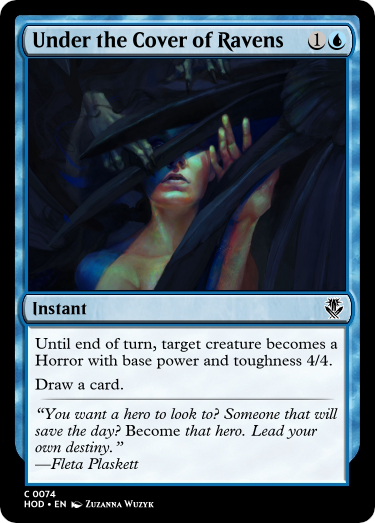 Under the Cover of Ravens 1
Instant
Until end of turn, target creature becomes a
Horror with base power and toughness 4/4.
Draw a card.
“You want a hero to look to? Someone that will
save the day? Become that hero. Lead your
own destiny.”
—Fleta Plaskett
C 0074
HOD • EN Zuzanna Wuzyk